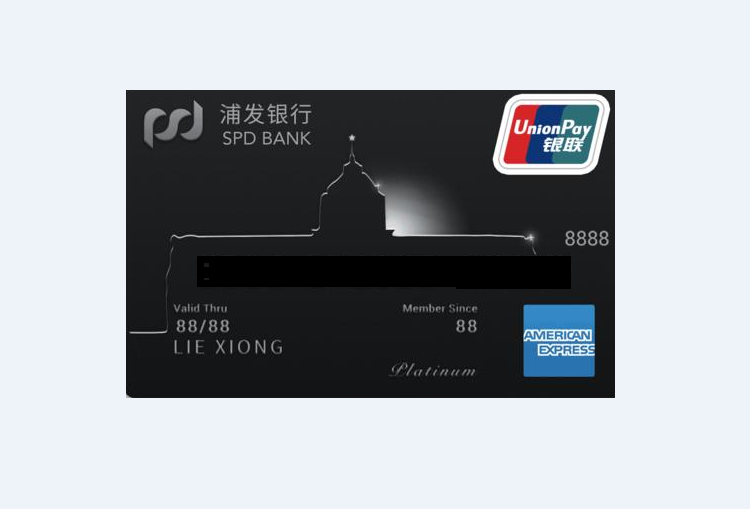 浦发银行
SPD BANK
UnionPay
银联
8888
Valid Thru
88/88
Member Since
88
LIE XIONG
Platinum
AMERICAN
EXPRESS